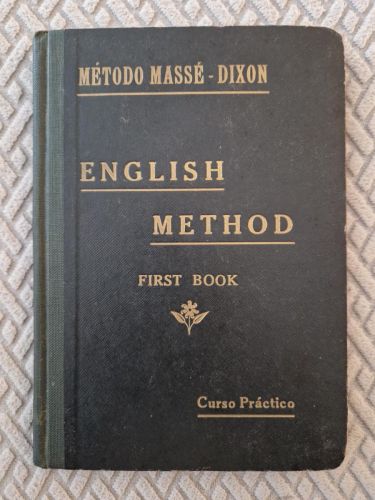 MÉTODO MASSÉ - DIXON
ENGLISH
METHOD
FIRST BOOK
Curso Práctico